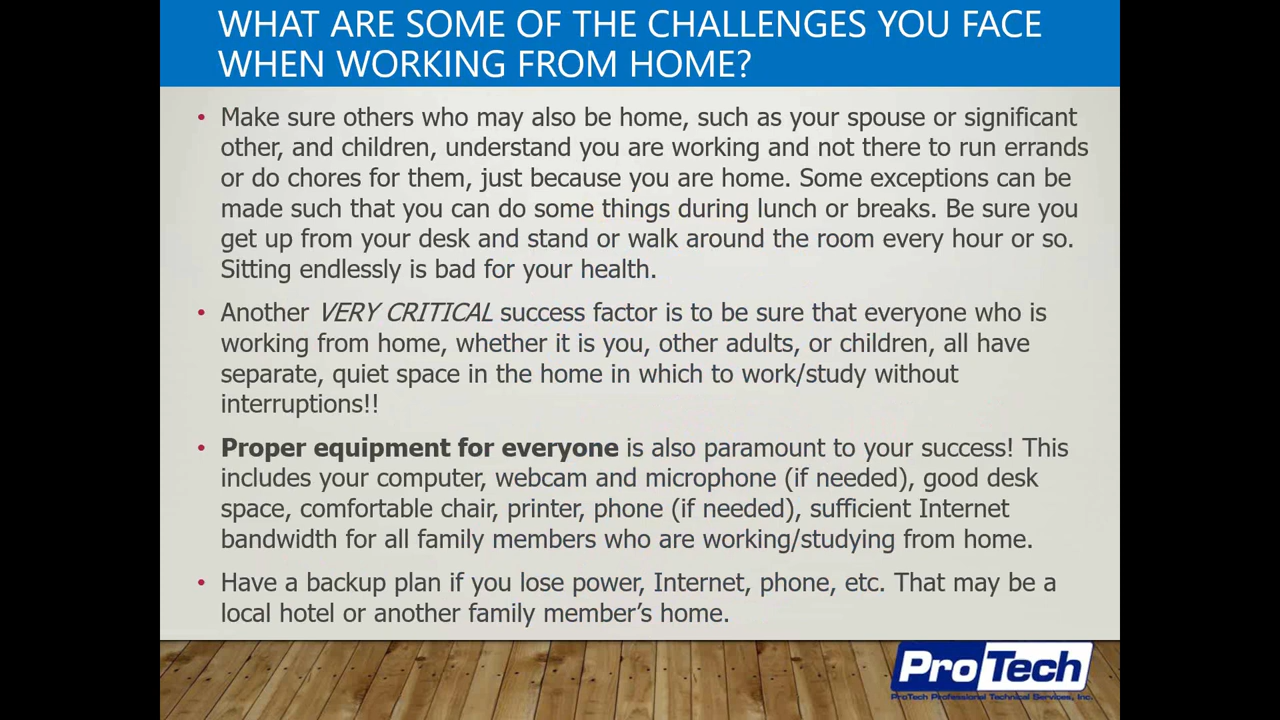 WHAT ARE SOME OF THE CHALLENGES YOU FACE
WHEN WORKING FROM HOME?
• Make sure others who may also be home, such as your spouse or significant
other, and children, understand you are working and not there to run errands
or do chores for them, just because you are home. Some exceptions can be
made such that you can do some things during lunch or breaks. Be sure you
get up from your desk and stand or walk around the room every hour or so.
Sitting endlessly is bad for your health.
• Another VERY CRITICAL success factor is to be sure that everyone who is
working from home, whether it is you, other adults, or children, all have
separate, quiet space in the home in which to work/study without
interruptions!!
• Proper equipment for everyone is also paramount to your success! This
includes your computer, webcam and microphone (if needed), good desk
space, comfortable chair, printer, phone (if needed), sufficient Internet
bandwidth for all family members who are working/studying from home.
• Have a backup plan if you lose power, Internet, phone, etc. That may be a
local hotel or another family member’s home.
ProTech
ProTech Professional Technical Services, Inc.